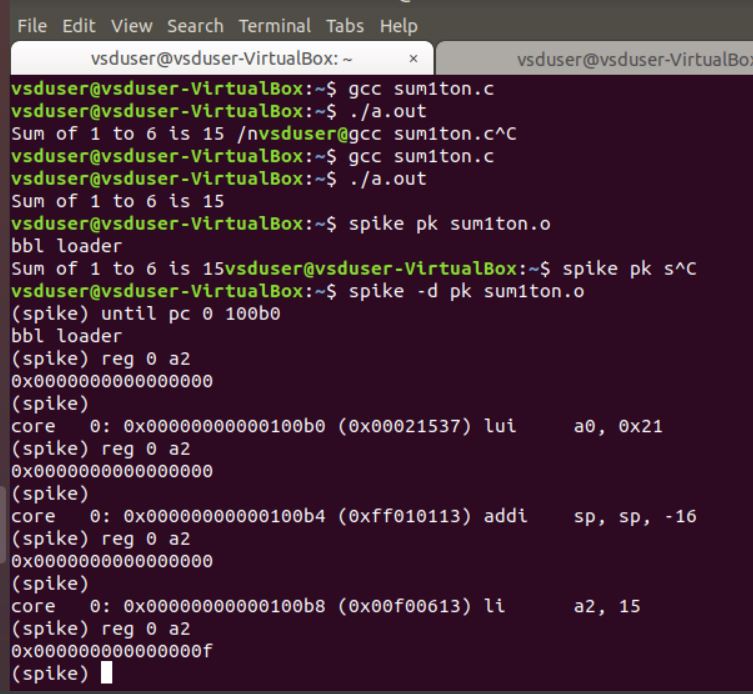 File Edit View Search Terminal Tabs Help
vsduser@vsduser-VirtualBox: ~ × vsduser@vsduser-VirtualBox
vsduser@vsduser-VirtualBox:~$ gcc sum1ton.c
vsduser@vsduser-VirtualBox:~$ ./a.out
Sum of 1 to 6 is 15 /nvsduser@gcc sum1ton.c^C
vsduser@vsduser-VirtualBox:~$ gcc sum1ton.c
vsduser@vsduser-VirtualBox:~$ ./a.out
Sum of 1 to 6 is 15
vsduser@vsduser-VirtualBox:~$ spike pk sum1ton.o
bbl loader
Sum of 1 to 6 is 15vsduser@vsduser-VirtualBox:~$ spike pk s^C
vsduser@vsduser-VirtualBox:~$ spike -d pk sum1ton.o
(spike) until pc 0 100b0
bbl loader
(spike) reg 0 a2
0x0000000000000000
(spike)
core   0: 0x00000000000100b0 (0x00021537) lui     a0, 0x21
(spike) reg 0 a2
0x0000000000000000
(spike)
core   0: 0x00000000000100b4 (0xff010113) addi    sp, sp, -16
(spike) reg 0 a2
0x0000000000000000
(spike)
core   0: 0x00000000000100b8 (0x00f00613) li      a2, 15
(spike) reg 0 a2
0x000000000000000f
(spike)